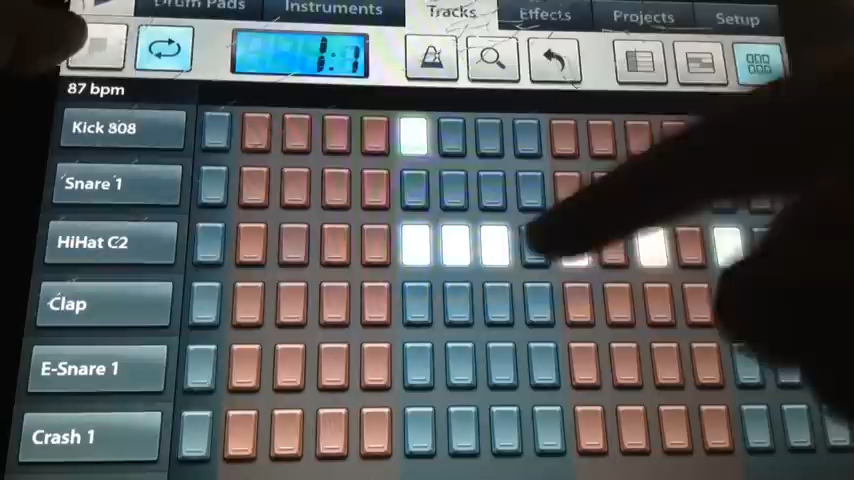 Drum Pads
Instruments
Tracks
Effects
Projects
Setup
87 bpm
Kick 808
Snare 1
HiHat C2
Clap
E-Snare 1
Crash 1